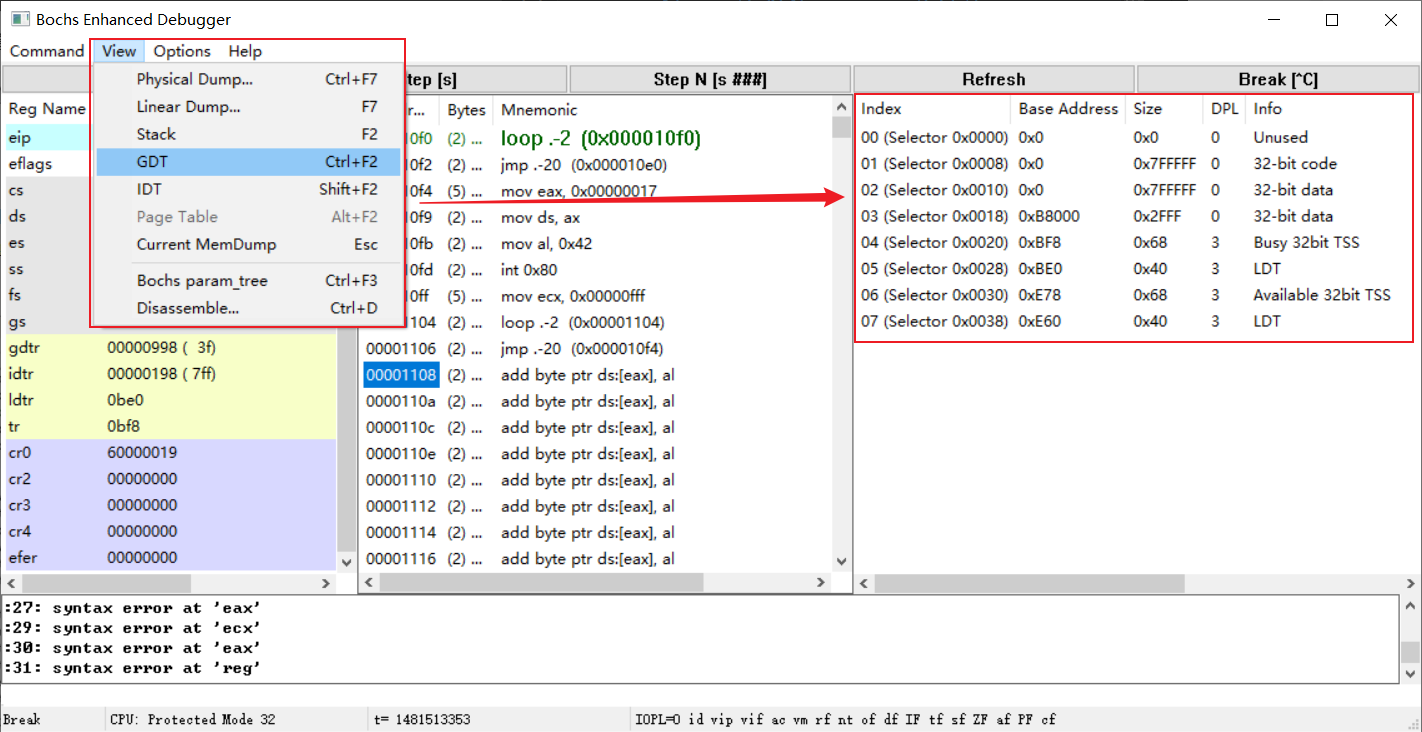 Bochs Enhanced Debugger
Command View Options Help
tep [s] Step N [s ###] Refresh Break [^C]
Physical Dump... Ctrl+F7
Linear Dump... F7
Stack F2
GDT Ctrl+F2
IDT Shift+F2
Page Table Alt+F2
Current MemDump Esc
Bochs param_tree Ctrl+F3
Disassemble... Ctrl+D
Reg Name
eip
eflags
cs
ds
es
ss
fs
gs
gdtr 00000998 ( 3f)
idtr 00000198 ( 7ff)
ldtr 0be0
tr 0bf8
cr0 60000019
cr2 00000000
cr3 00000000
cr4 00000000
efer 00000000
r... Bytes Mnemonic
10f0 (2) ... loop .-2 (0x000010f0)
10f2 (2) ... jmp .-20 (0x000010e0)
10f4 (5) ... mov eax, 0x00000017
10f9 (2) ... mov ds, ax
10fb (2) ... mov al, 0x42
10fd (2) ... int 0x80
10ff (5) ... mov ecx, 0x00000fff
1104 (2) ... loop .-2 (0x00001104)
00001106 (2) ... jmp .-20 (0x000010f4)
00001108 (2) ... add byte ptr ds:[eax], al
0000110a (2) ... add byte ptr ds:[eax], al
0000110c (2) ... add byte ptr ds:[eax], al
0000110e (2) ... add byte ptr ds:[eax], al
00001110 (2) ... add byte ptr ds:[eax], al
00001112 (2) ... add byte ptr ds:[eax], al
00001114 (2) ... add byte ptr ds:[eax], al
00001116 (2) ... add byte ptr ds:[eax], al
Index Base Address Size DPL Info
00 (Selector 0x0000) 0x0 0x0 0 Unused
01 (Selector 0x0008) 0x0 0x7FFFFF 0 32-bit code
02 (Selector 0x0010) 0x0 0x7FFFFF 0 32-bit data
03 (Selector 0x0018) 0xB8000 0x2FFF 0 32-bit data
04 (Selector 0x0020) 0xBF8 0x68 3 Busy 32bit TSS
05 (Selector 0x0028) 0xBE0 0x40 3 LDT
06 (Selector 0x0030) 0xE78 0x68 3 Available 32bit TSS
07 (Selector 0x0038) 0xE60 0x40 3 LDT
:27: syntax error at 'eax'
:29: syntax error at 'ecx'
:30: syntax error at 'eax'
:31: syntax error at 'reg'
Break CPU: Protected Mode 32 t= 1481513353 IOPL=0 id vip vif ac vm rf nt of df IF tf sf ZF af PF cf